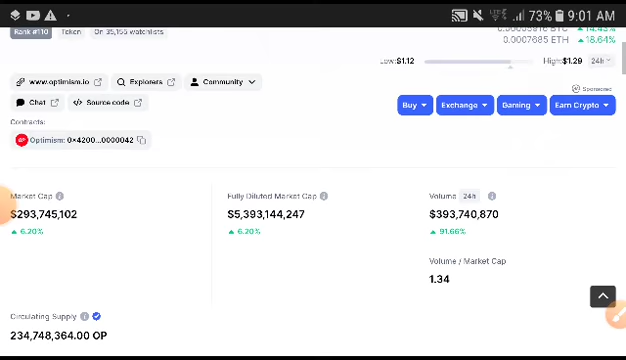 73% 9:01 AM
Rank #110 Token On 35,155 watchlists
0.00005916 BTC 14.43%
0.0007685 ETH 18.64%
Low: $1.12 High: $1.29 24h
www.optimism.io Explorers Community
Sponsored
Chat Source code
Buy Exchange Gaming Earn Crypto
Contracts:
Optimism: 0x4200...0000042
Market Cap Fully Diluted Market Cap Volume 24h
$293,745,102 $5,393,144,247 $393,740,870
6.20% 6.20% 91.66%
Volume / Market Cap
1.34
Circulating Supply
234,748,364.00 OP